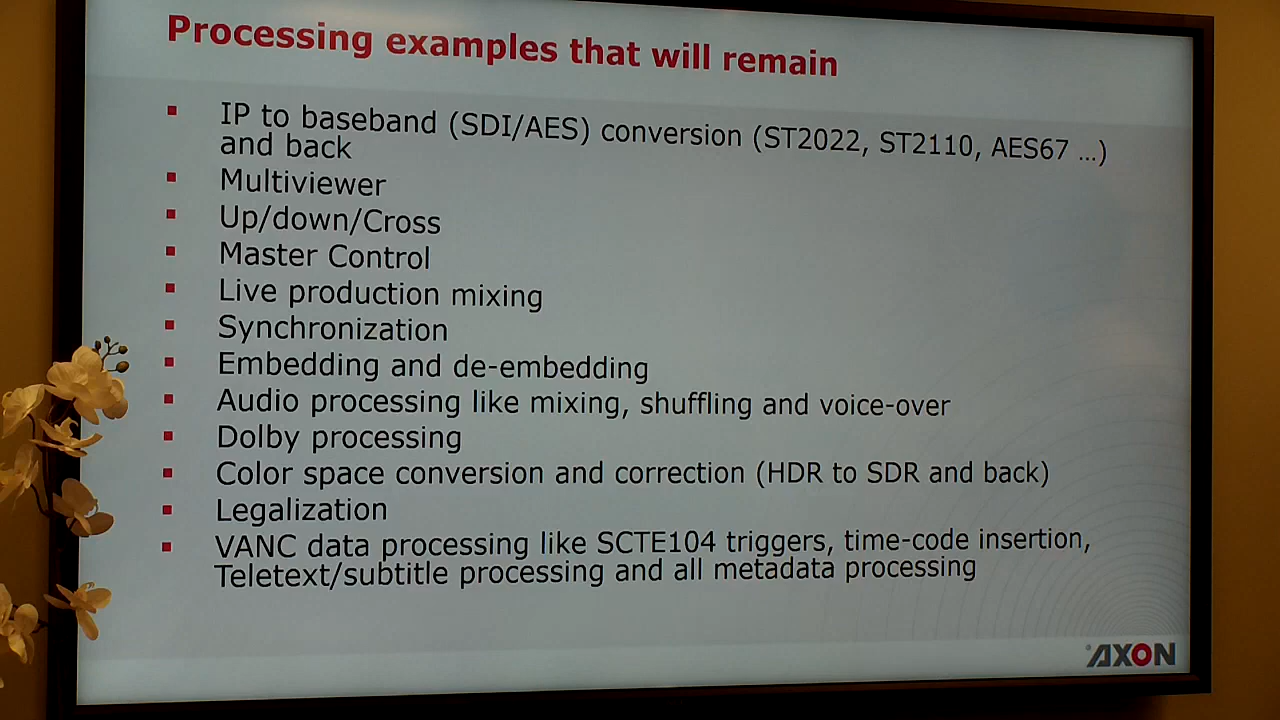 Processing examples that will remain
IP to baseband (SDI/AES) conversion (ST2022, ST2110, AES67 ...)
and back
Multiviewer
Up/down/Cross
Master Control
Live production mixing
Synchronization
Embedding and de-embedding
Audio processing like mixing, shuffling and voice-over
Dolby processing
Color space conversion and correction (HDR to SDR and back)
Legalization
VANC data processing like SCTE104 triggers, time-code insertion,
Teletext/subtitle processing and all metadata processing
AXON